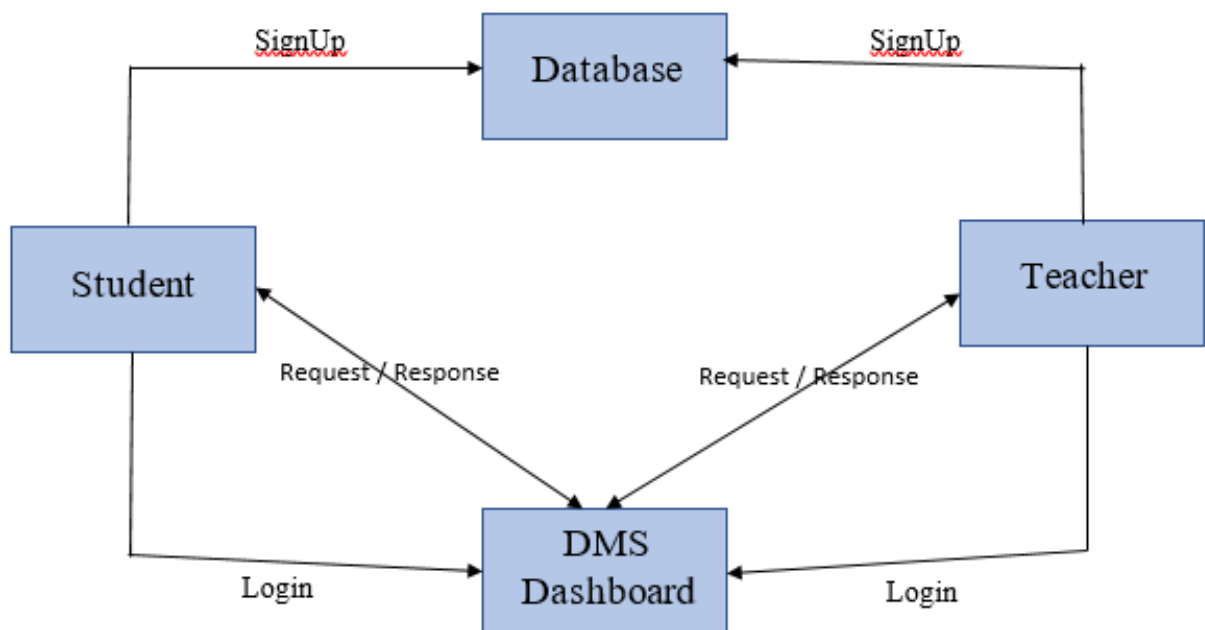 SignUp
SignUp
Database
Student
Teacher
Request / Response
Request / Response
DMS
Dashboard
Login
Login